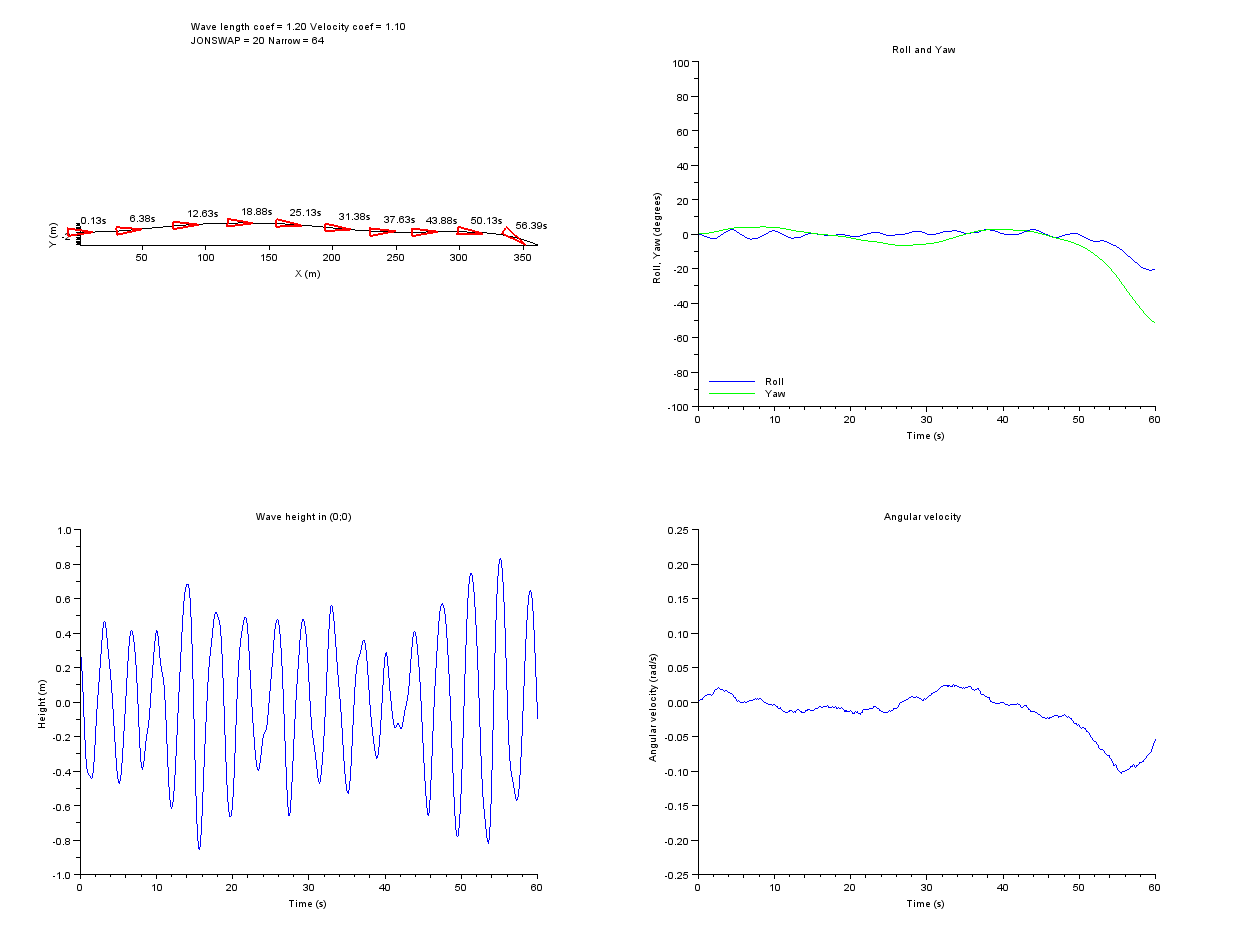 Wave length coef = 1.20 Velocity coef = 1.10
JONSWAP = 20 Narrow = 64
0.13s 6.38s 12.63s 18.88s 25.13s 31.38s 37.63s 43.88s 50.13s 56.39s
Y (m)
-2
50 100 150 200 250 300 350
X (m)
Roll and Yaw
100
80
60
40
20
0
-20
-40
-60
-80
-100
Roll, Yaw (degrees)
Roll
Yaw
0 10 20 30 40 50 60
Time (s)
Wave height in (0;0)
1.0
0.8
0.6
0.4
0.2
0.0
-0.2
-0.4
-0.6
-0.8
-1.0
Height (m)
0 10 20 30 40 50 60
Time (s)
Angular velocity
0.25
0.20
0.15
0.10
0.05
0.00
-0.05
-0.10
-0.15
-0.20
-0.25
Angular velocity (rad/s)
0 10 20 30 40 50 60
Time (s)